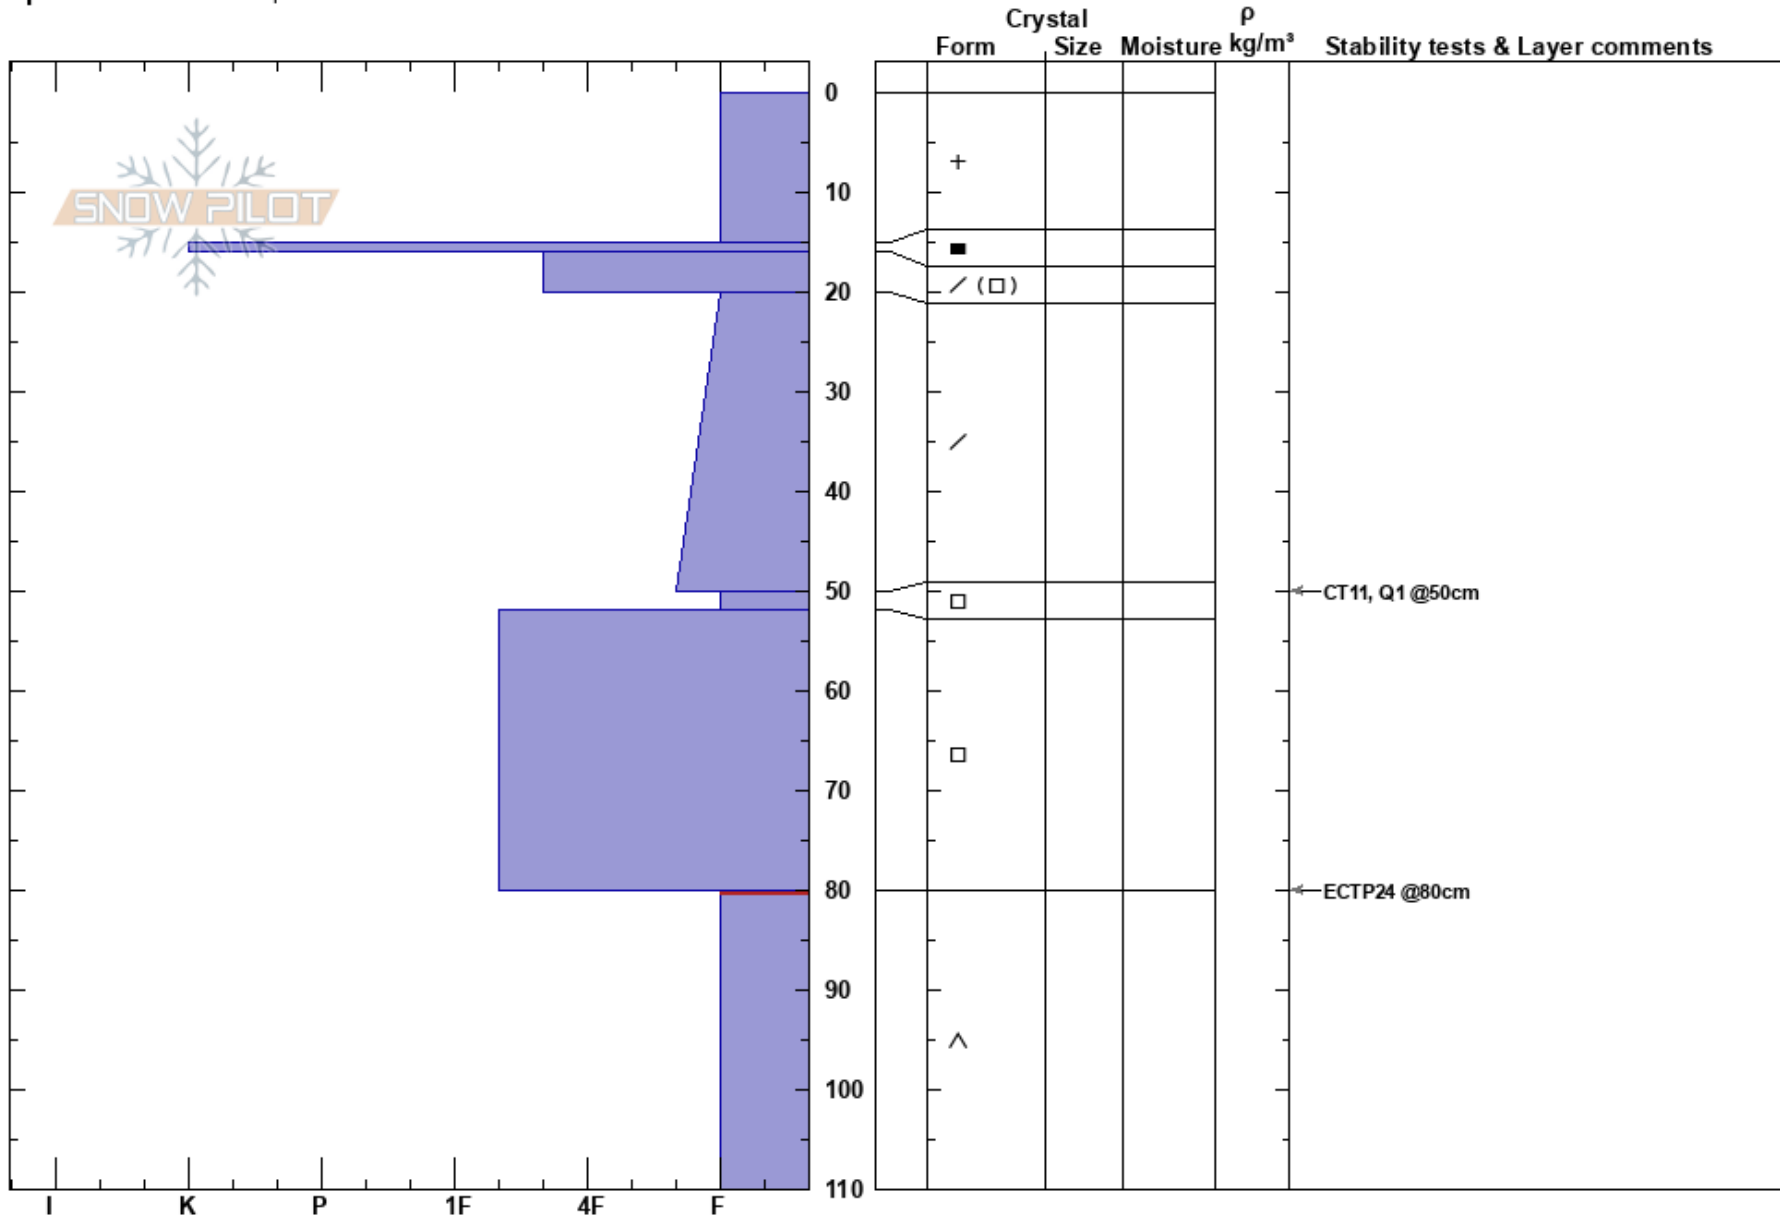 Crystal
ρ
Form Size Moisture kg/m³ Stability tests & Layer comments
SNOW PILOT
0
10
20
30
40
50
60
70
80
90
100
110
+
■
/ (□)
/
□
□
^
CT11, Q1 @50cm
ECTP24 @80cm
I K P 1F 4F F